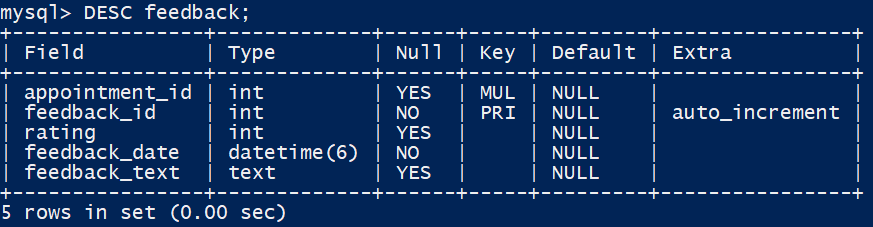 mysql> DESC feedback;
+----------------+-------------+------+-----+---------+----------------+
| Field          | Type        | Null | Key | Default | Extra          |
+----------------+-------------+------+-----+---------+----------------+
| appointment_id | int         | YES  | MUL | NULL    |                |
| feedback_id    | int         | NO   | PRI | NULL    | auto_increment |
| rating         | int         | YES  |     | NULL    |                |
| feedback_date  | datetime(6) | NO   |     | NULL    |                |
| feedback_text  | text        | YES  |     | NULL    |                |
+----------------+-------------+------+-----+---------+----------------+
5 rows in set (0.00 sec)